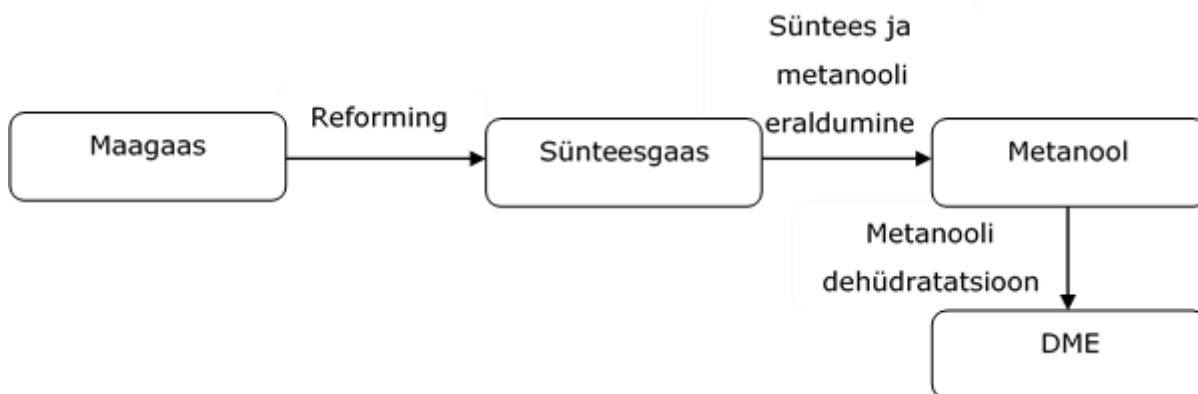 Maagaas
Reforming
Sünteesgaas
Süntees ja
metanooli
eraldumine
Metanool
Metanooli
dehüdratatsioon
DME